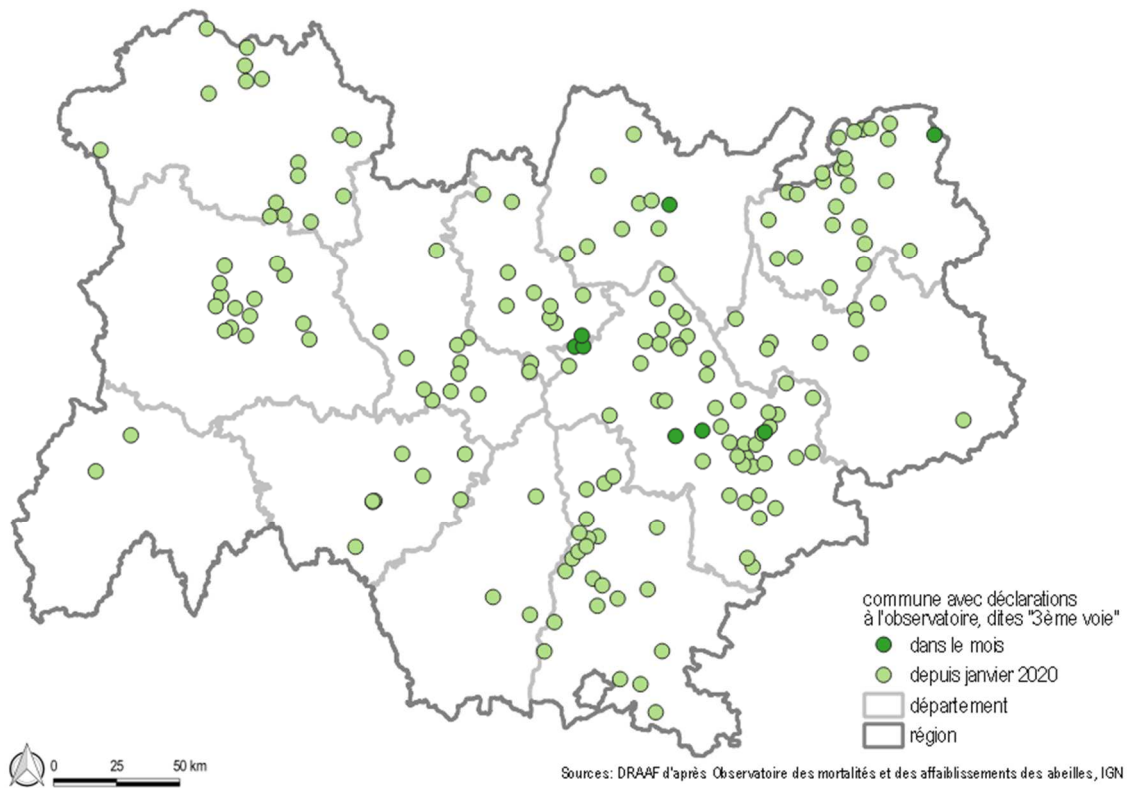 commune avec déclarations
à l'observatoire, dites "3ème voie"
dans le mois
depuis janvier 2020
département
région
0 25 50 km
Sources: DRAAF d'après Observatoire des mortalités et des affaiblissements des abeilles, IGN